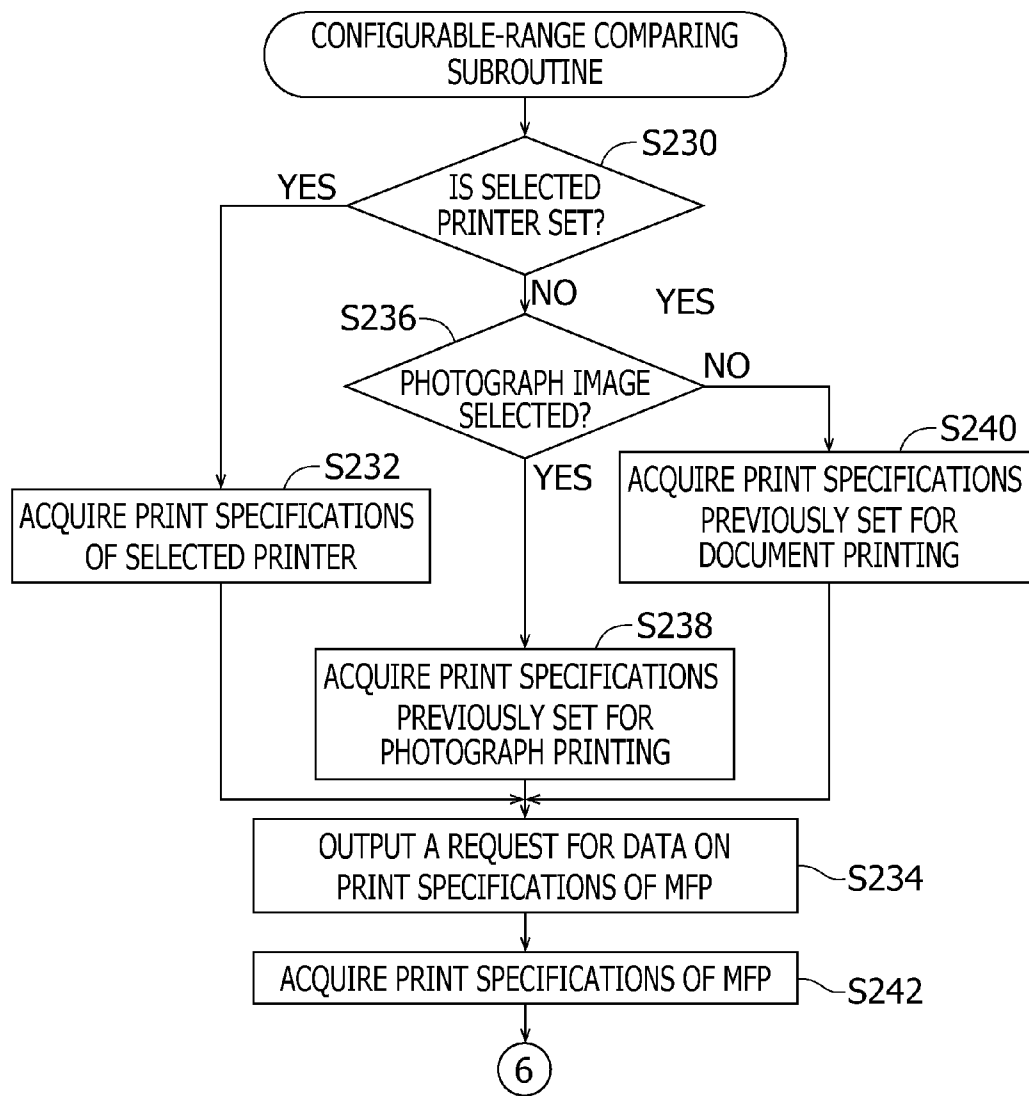 CONFIGURABLE-RANGE COMPARING
SUBROUTINE
S230
YES
IS SELECTED
PRINTER SET?
NO
YES
S236
NO
PHOTOGRAPH IMAGE
SELECTED?
S240
S232
YES
ACQUIRE PRINT SPECIFICATIONS
OF SELECTED PRINTER
ACQUIRE PRINT SPECIFICATIONS
PREVIOUSLY SET FOR
DOCUMENT PRINTING
S238
ACQUIRE PRINT SPECIFICATIONS
PREVIOUSLY SET FOR
PHOTOGRAPH PRINTING
OUTPUT A REQUEST FOR DATA ON
PRINT SPECIFICATIONS OF MFP
S234
ACQUIRE PRINT SPECIFICATIONS OF MFP
S242
6